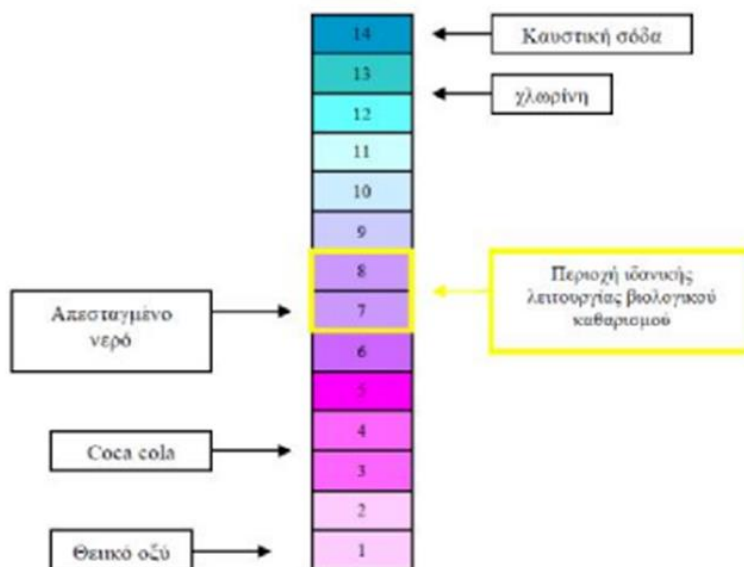 14
Καυστική σόδα
13
χλωρίνη
12
11
10
9
8
Περιοχή ιδανικής
λειτουργίας βιολογικού
καθαρισμού
Απεσταγμένο
νερό
7
6
5
4
Coca cola
3
2
Θειικό οξύ
1